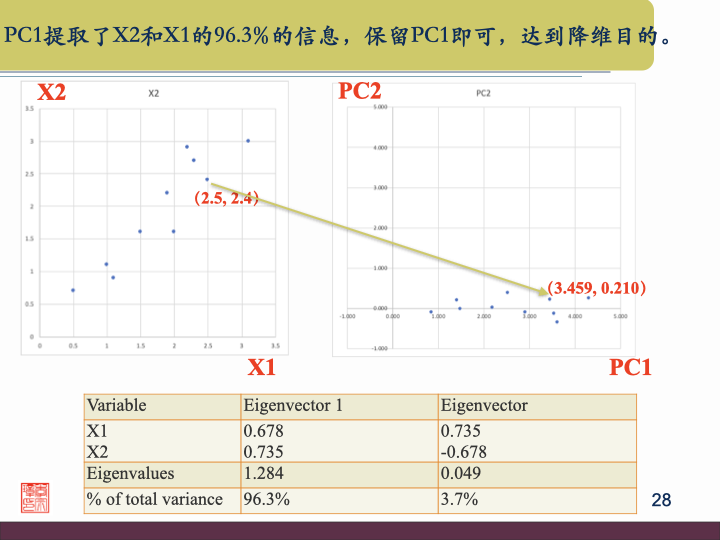 PC1提取了X2和X1的96.3%的信息，保留PC1即可，达到降维目的。
X2
X2
3.5
3
2.5
2
1.5
1
0.5
0
0
0.5
1
1.5
2
2.5
3
3.5
(2.5, 2.4)
X1
PC2
PC2
5.000
4.000
3.000
2.000
1.000
0.000
-1.000
-1.000
0.000
1.000
2.000
3.000
4.000
5.000
(3.459, 0.210)
PC1
Variable Eigenvector 1 Eigenvector
X1 0.678 0.735
X2 0.735 -0.678
Eigenvalues 1.284 0.049
% of total variance 96.3% 3.7%
28